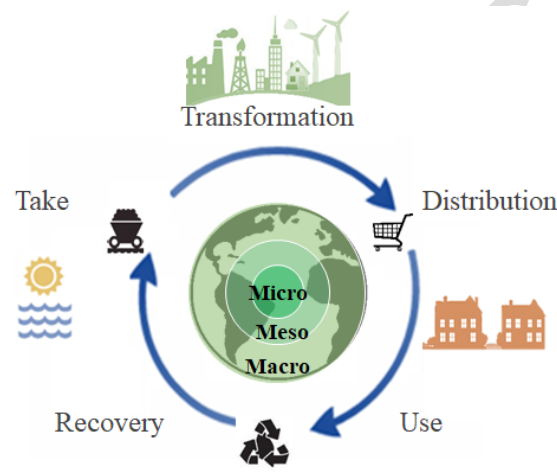 Transformation
Take
Distribution
Micro
Meso
Macro
Recovery
Use